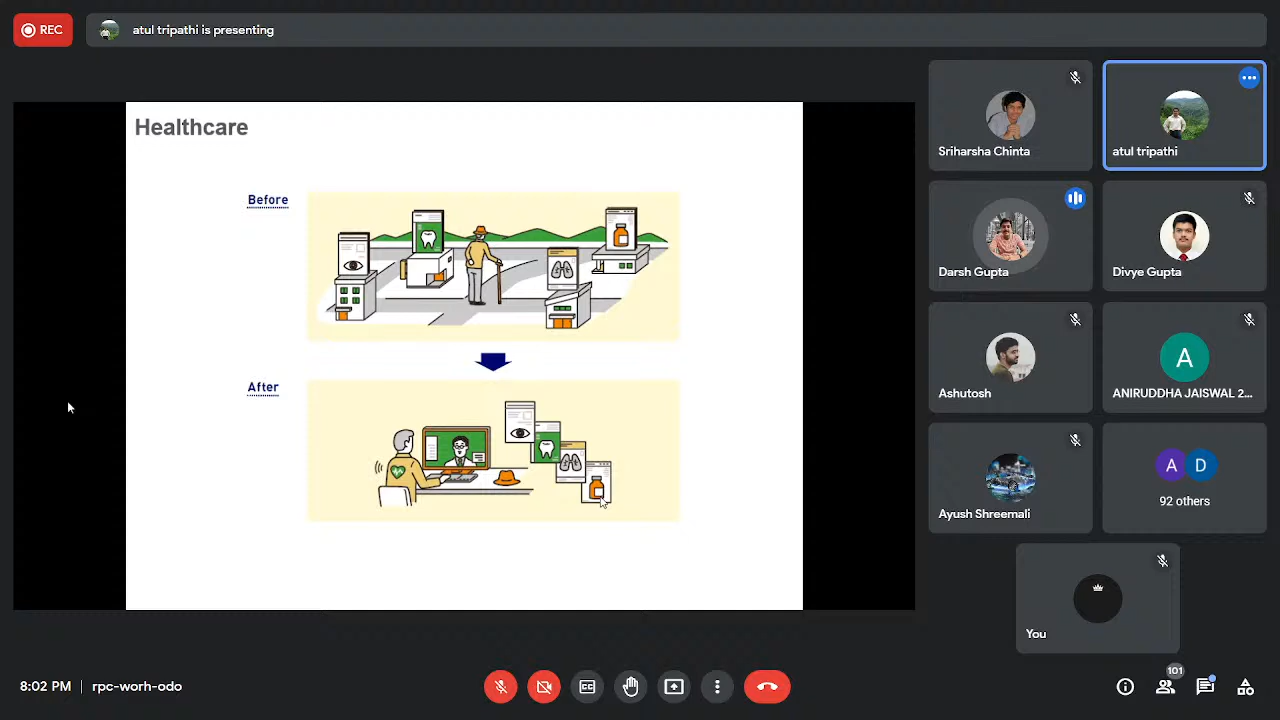 REC
atul tripathi is presenting
Healthcare
Before
After
Sriharsha Chinta
atul tripathi
Darsh Gupta
Divye Gupta
Ashutosh
A
ANIRUDDHA JAISWAL 2...
Ayush Shreemali
A D
92 others
You
8:02 PM | rpc-worh-odo
CC
101